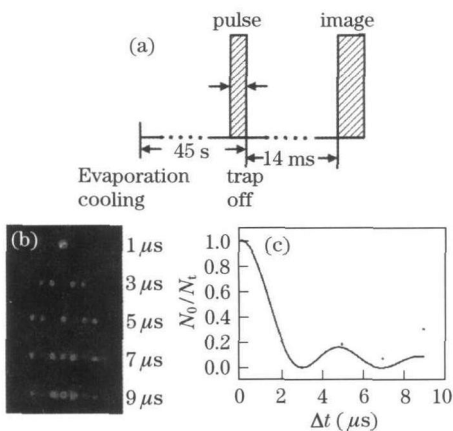 pulse image
(a)
45 s 14 ms
Evaporation trap
cooling off
(b)
1 μs
3 μs
5 μs
7 μs
9 μs
(c)
N₀/Nₜ
1.0
0.8
0.6
0.4
0.2
0.0
0 2 4 6 8 10
Δt (μs)